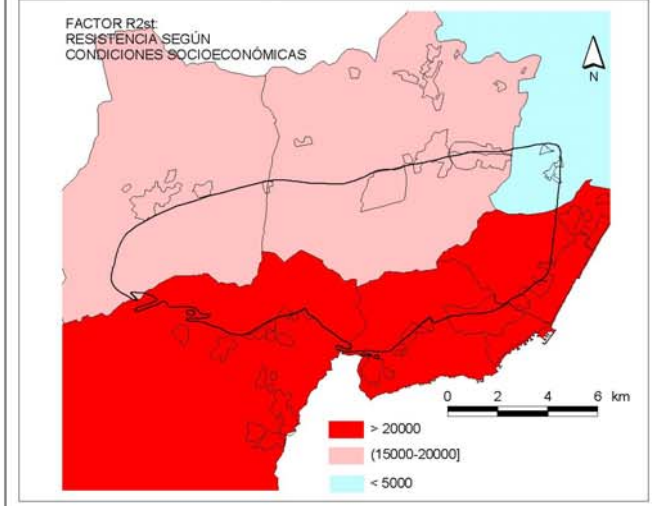 FACTOR R2st:
RESISTENCIA SEGÚN
CONDICIONES SOCIOECONÓMICAS
N
0 2 4 6 km
> 20000
(15000-20000]
< 5000